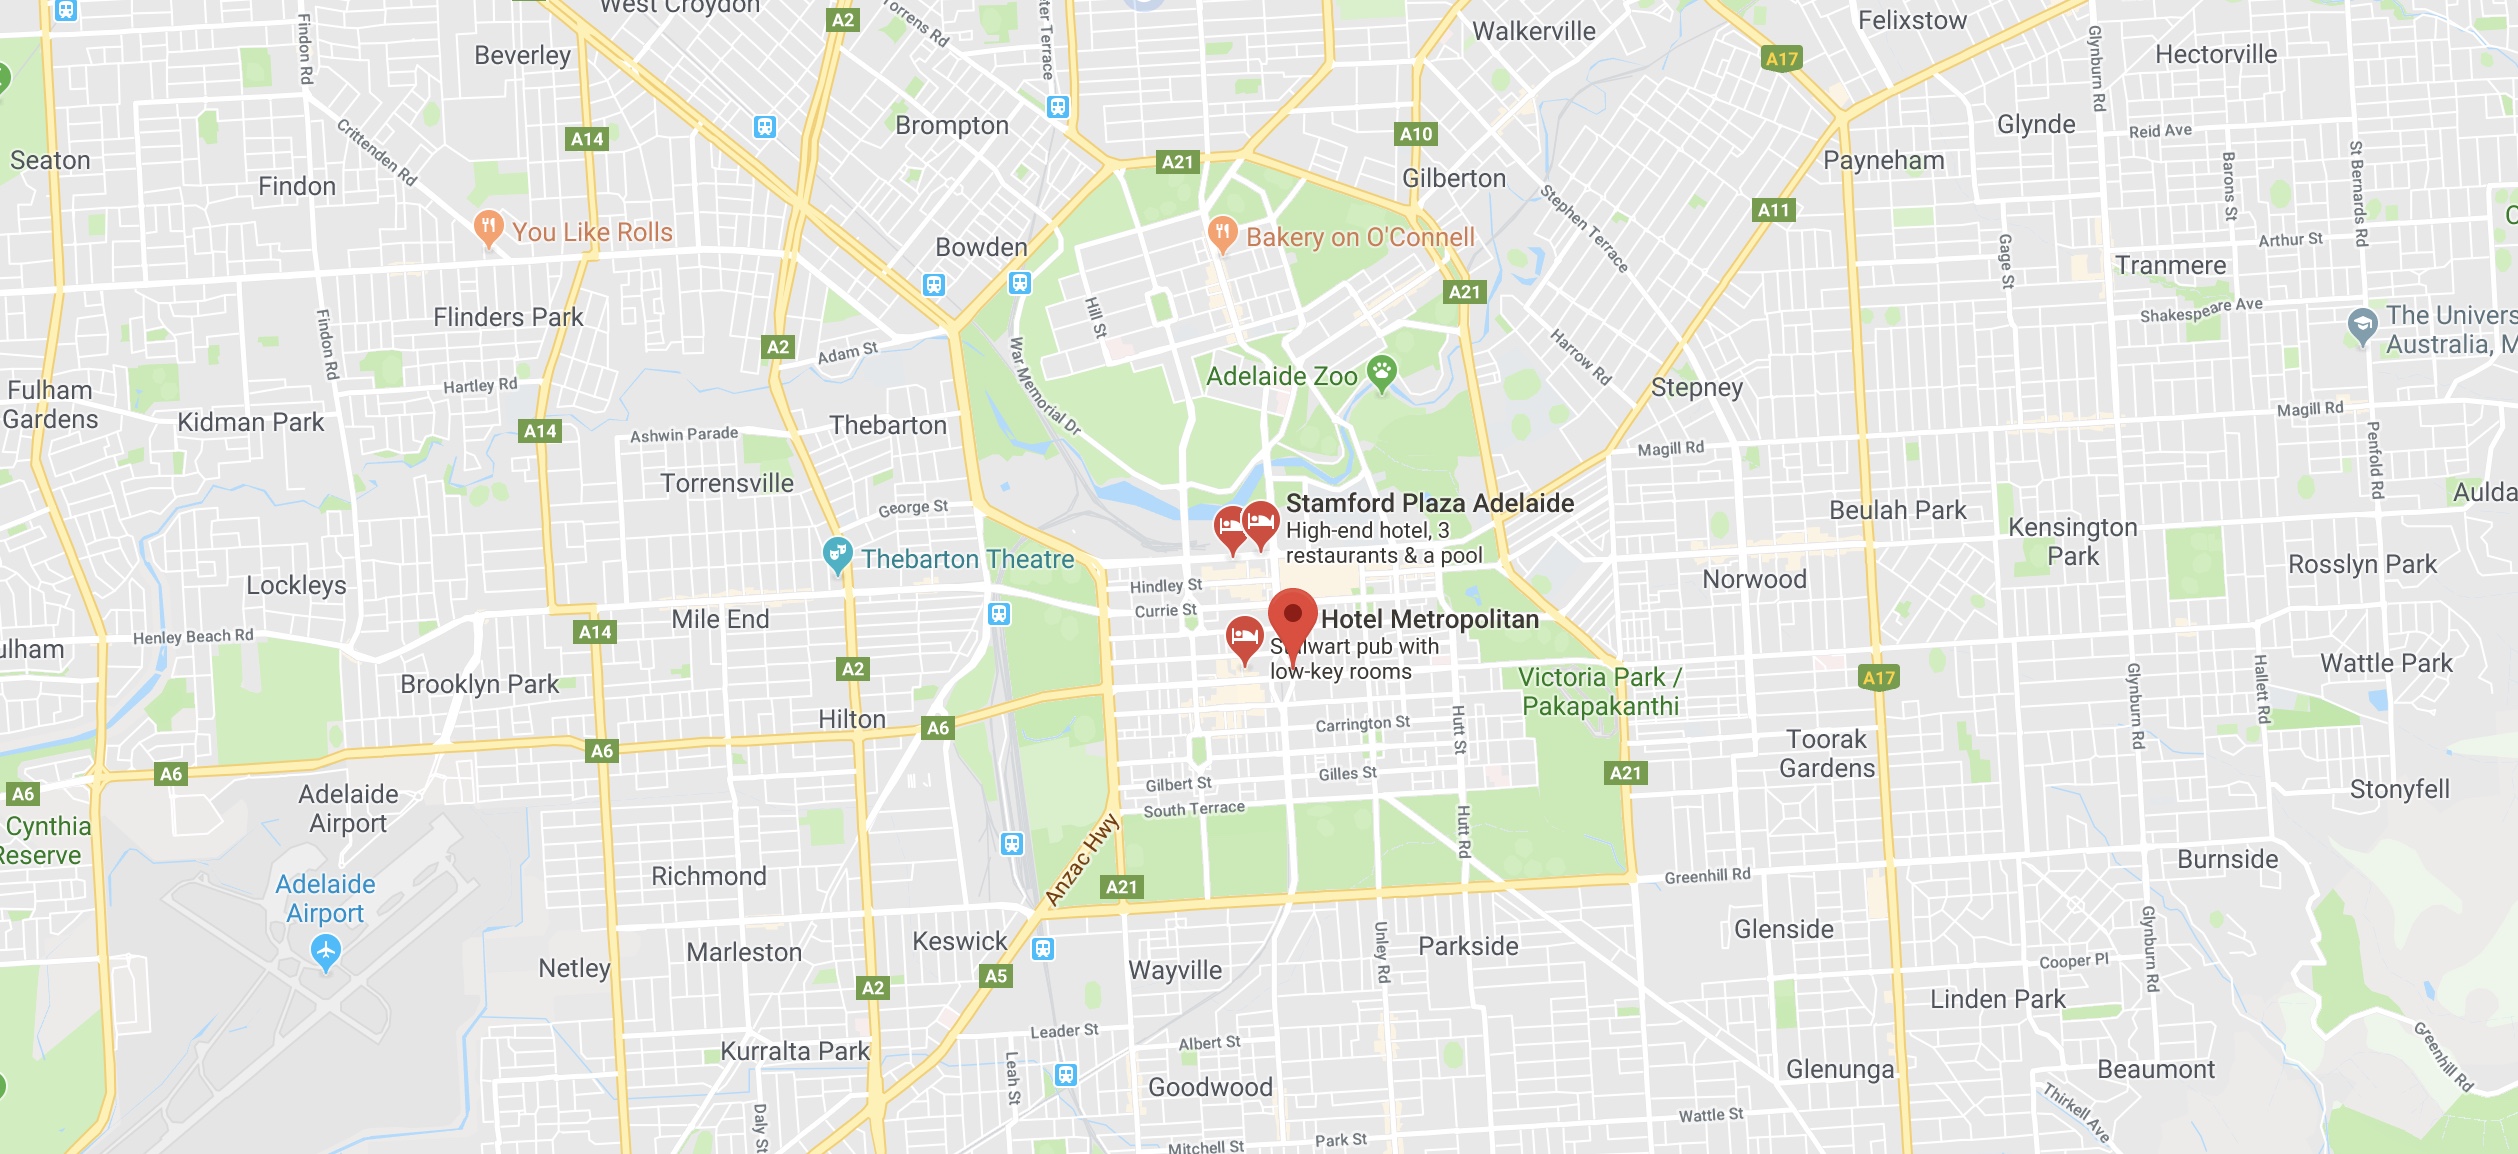 West Croydon
A2
Torrens Rd
Walkerville
Felixstow
Findon Rd
Beverley
A17
Glynburn Rd
Hectorville
Crittenden Rd
A14
Brompton
A10
Glynde
Reid Ave
Seaton
Findon
A21
Gilberton
Payneham
Barons St
St Bernards Rd
You Like Rolls
Bowden
Bakery on O'Connell
Stephen Terrace
A11
Gage St
Arthur St
Tranmere
Flinders Park
Findon Rd
Hill St
A21
Shakespeare Ave
The Univers
Australia, M
A2
Adam St
War Memorial Dr
Harrow Rd
Fulham
Gardens
Hartley Rd
Adelaide Zoo
Stepney
Kidman Park
A14
Ashwin Parade
Thebarton
Magill Rd
Magill Rd
Penfold Rd
Torrensville
George St
Stamford Plaza Adelaide
High-end hotel, 3
restaurants & a pool
Beulah Park
Kensington
Park
Aulda
Thebarton Theatre
Lockleys
Hindley St
Currie St
Norwood
Rosslyn Park
Henley Beach Rd
A14
Mile End
Hotel Metropolitan
Stalwart pub with
low-key rooms
ulham
Brooklyn Park
A2
Victoria Park /
Pakapakanthi
A17
Glynburn Rd
Hallett Rd
Wattle Park
Hilton
A6
Carrington St
Hutt St
A6
A6
A6
Adelaide
Airport
Gilbert St
Gilles St
South Terrace
A21
Toorak
Gardens
Stonyfell
Cynthia
Reserve
Anzac Hwy
Hutt Rd
Adelaide
Airport
Richmond
A21
Greenhill Rd
Burnside
Netley
Marleston
Keswick
A5
Wayville
Unley Rd
Parkside
Glenside
Glynburn Rd
Cooper Pl
A2
Linden Park
Leader St
Albert St
Greenhill Rd
Kurralta Park
Leah St
Goodwood
Glenunga
Beaumont
Daly St
Mitchell St
Park St
Wattle St
Thirkell Ave